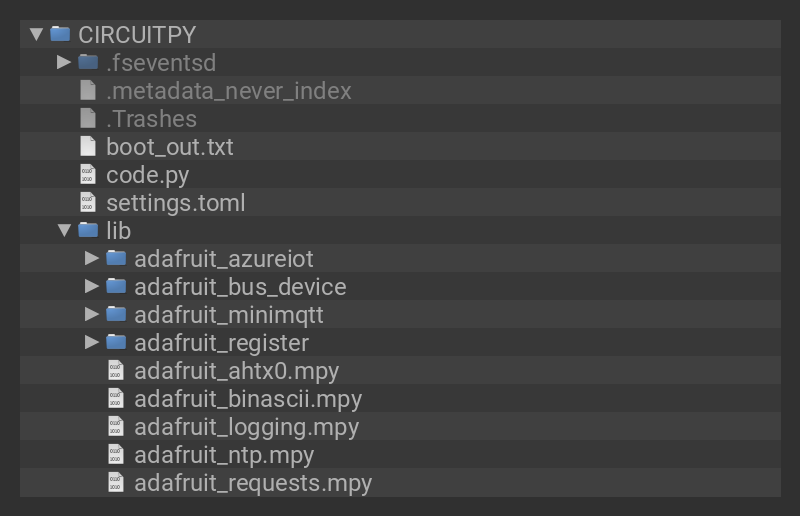 CIRCUITPY
.fseventsd
.metadata_never_index
.Trashes
boot_out.txt
code.py
settings.toml
lib
adafruit_azureiot
adafruit_bus_device
adafruit_minimqtt
adafruit_register
adafruit_ahtx0.mpy
adafruit_binascii.mpy
adafruit_logging.mpy
adafruit_ntp.mpy
adafruit_requests.mpy